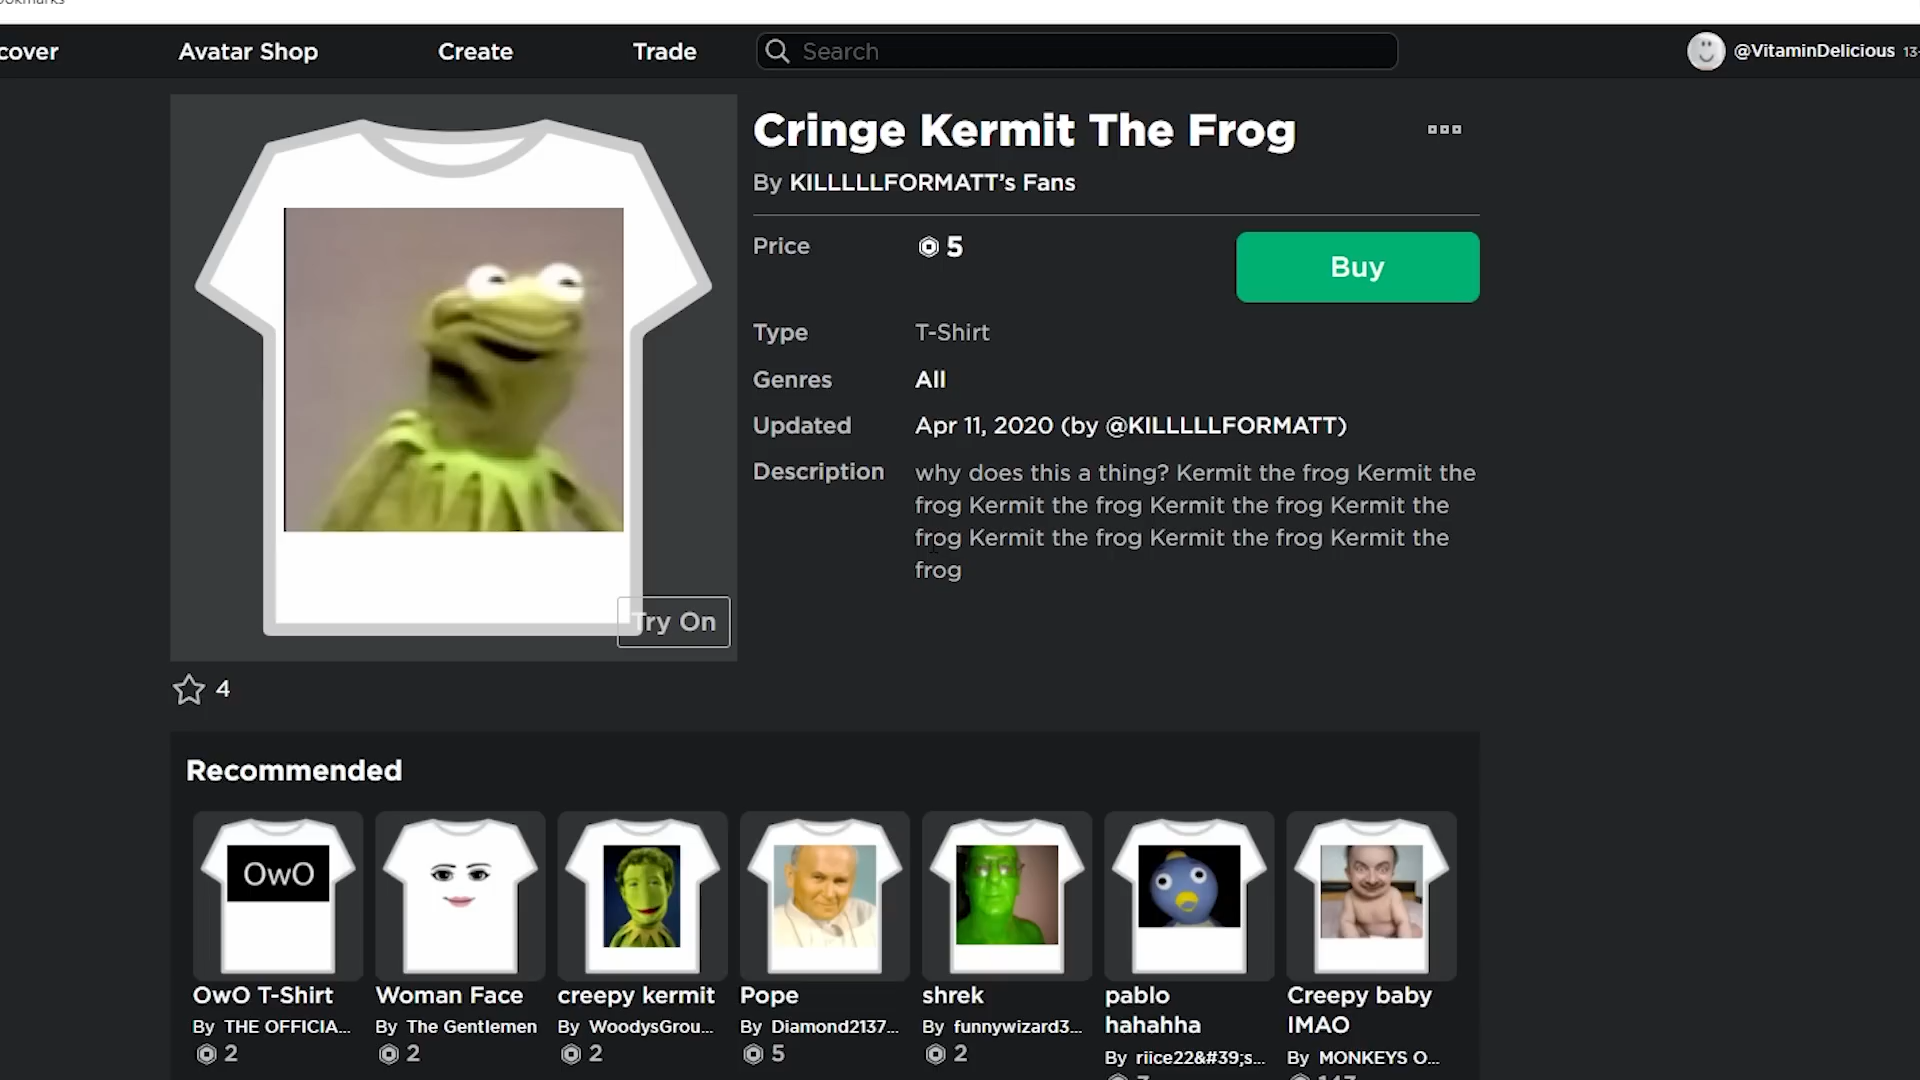 cover Avatar Shop Create Trade Search @VitaminDelicious 13
Cringe Kermit The Frog
By KILLLLLFORMATT's Fans
Price 5
Buy
Type T-Shirt
Genres All
Updated Apr 11, 2020 (by @KILLLLLFORMATT)
Description why does this a thing? Kermit the frog Kermit the
frog Kermit the frog Kermit the frog Kermit the
frog Kermit the frog Kermit the frog Kermit the
frog
Try On
4
Recommended
OwO
OwO T-Shirt
By THE OFFICIA...
2
Woman Face
By The Gentlemen
2
creepy kermit
By WoodysGrou...
2
Pope
By Diamond2137...
5
shrek
By funnywizard3...
2
pablo
hahahha
By riice22&#39;s...
Creepy baby
lMAO
By MONKEYS O...